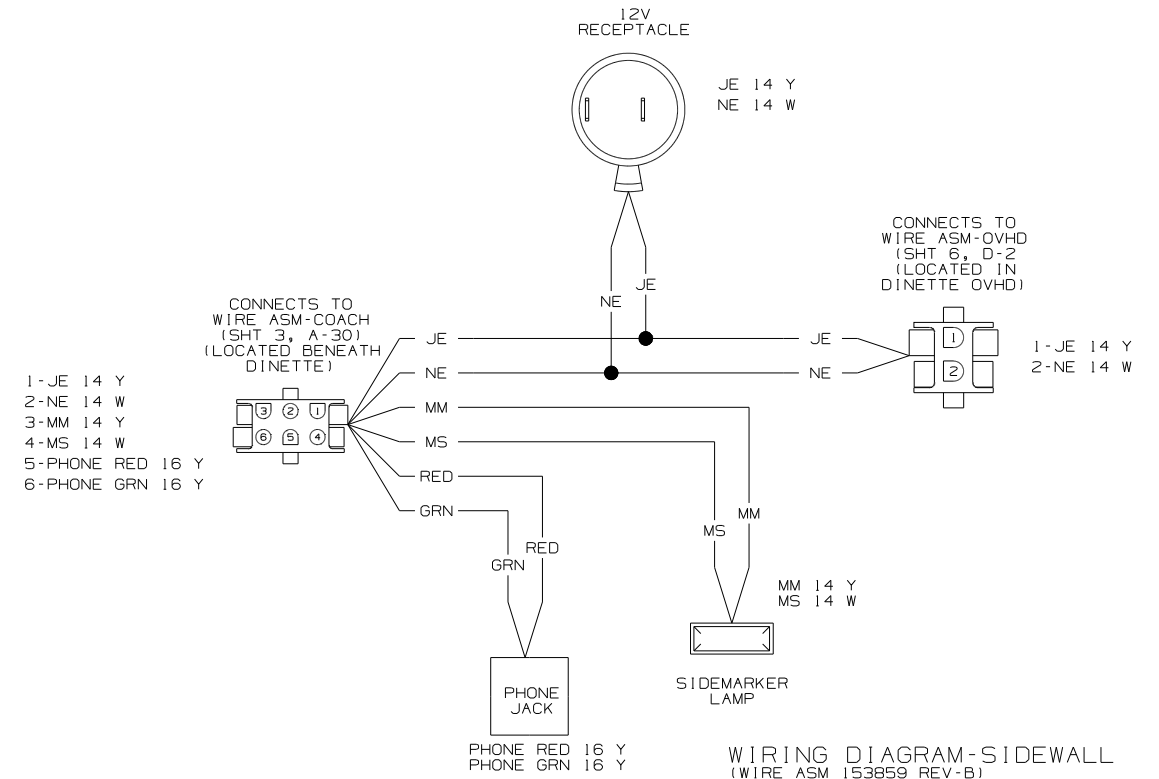 12V
RECEPTACLE
JE 14 Y
NE 14 W
CONNECTS TO
WIRE ASM-OVHD
(SHT 6, D-2
(LOCATED IN
DINETTE OVHD)
JE
NE
CONNECTS TO
WIRE ASM-COACH
(SHT 3, A-30)
(LOCATED BENEATH
DINETTE)
JE
JE
1
1-JE 14 Y
2-NE 14 W
NE
NE
2
1-JE 14 Y
2-NE 14 W
3-MM 14 Y
4-MS 14 W
5-PHONE RED 16 Y
6-PHONE GRN 16 Y
3 2 1
6 5 4
MM
MS
RED
GRN
MM
MS
RED
GRN
MM 14 Y
MS 14 W
SIDEMARKER
LAMP
PHONE
JACK
PHONE RED 16 Y
PHONE GRN 16 Y
WIRING DIAGRAM-SIDEWALL
(WIRE ASM 153859 REV-B)